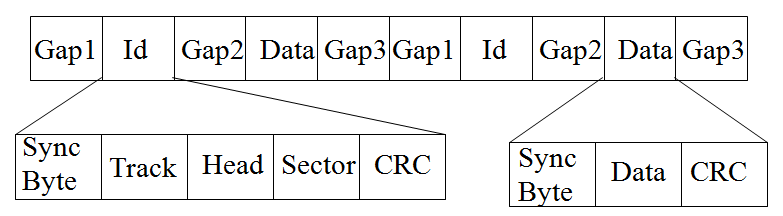 Gap1 Id Gap2 Data Gap3 Gap1 Id Gap2 Data Gap3
Sync Byte Track Head Sector CRC
Sync Byte Data CRC